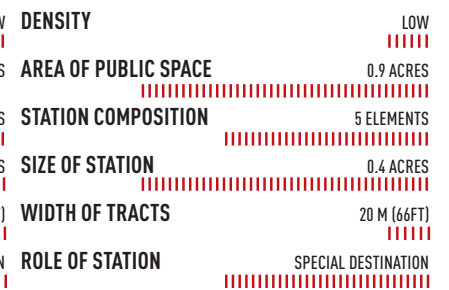 W DENSITY LOW
S AREA OF PUBLIC SPACE 0.9 ACRES
S STATION COMPOSITION 5 ELEMENTS
S SIZE OF STATION 0.4 ACRES
) WIDTH OF TRACTS 20 M (66FT)
N ROLE OF STATION SPECIAL DESTINATION